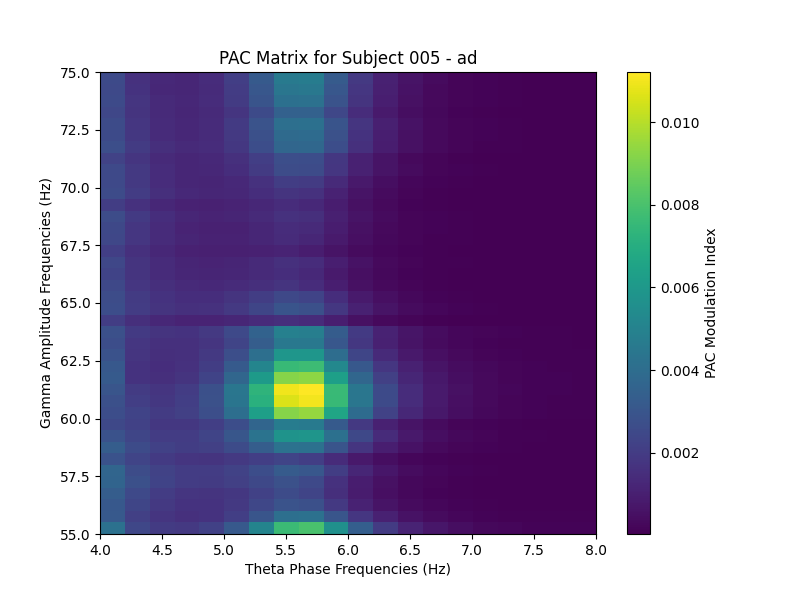 PAC Matrix for Subject 005 - ad
75.0
72.5
70.0
67.5
65.0
62.5
60.0
57.5
55.0
Gamma Amplitude Frequencies (Hz)
4.0 4.5 5.0 5.5 6.0 6.5 7.0 7.5 8.0
Theta Phase Frequencies (Hz)
0.010
0.008
0.006
0.004
0.002
PAC Modulation Index